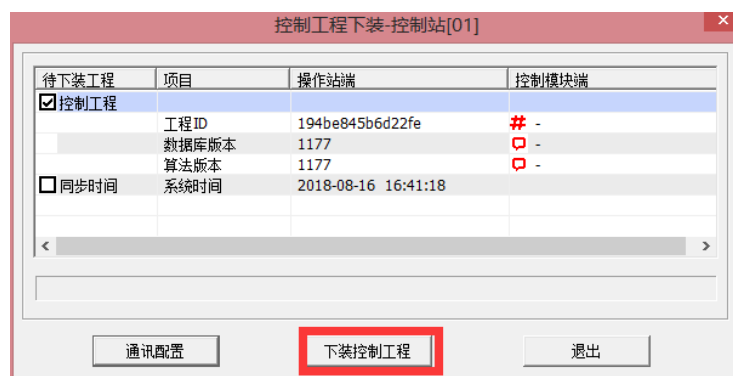 控制工程下装-控制站[01]
待下装工程 项目 操作站端 控制模块端
控制工程
工程ID 194be845b6d22fe # -
数据库版本 1177 -
算法版本 1177 -
同步时间 系统时间 2018-08-16 16:41:18
通讯配置 下装控制工程 退出